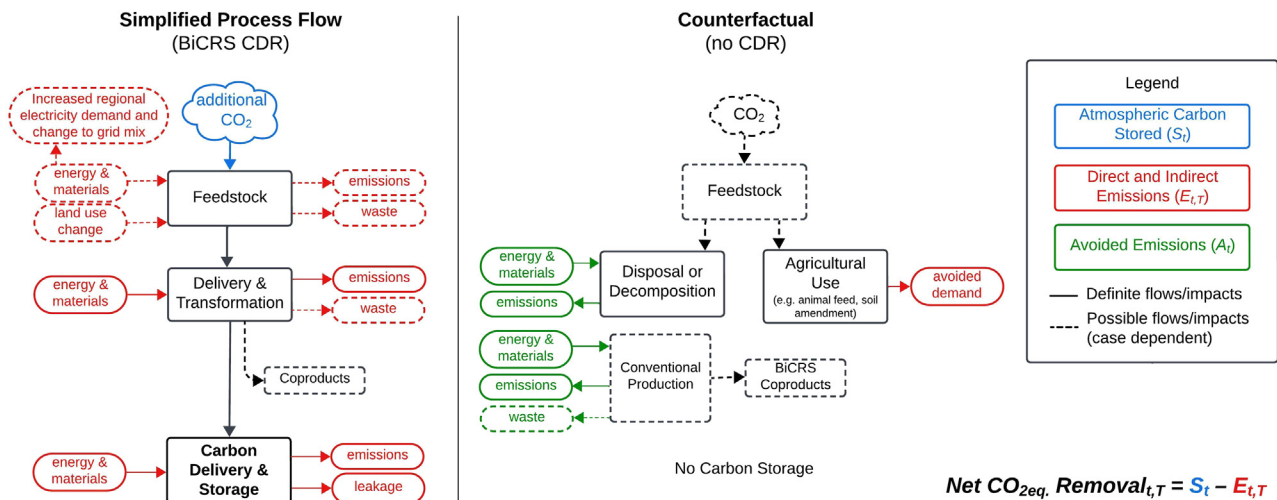 Simplified Process Flow
(BiCRS CDR)
Increased regional
electricity demand and
change to grid mix
additional
CO2
energy &
materials
land use
change
Feedstock
emissions
waste
energy &
materials
Delivery &
Transformation
emissions
waste
Coproducts
energy &
materials
Carbon
Delivery &
Storage
emissions
leakage
Counterfactual
(no CDR)
CO2
Feedstock
energy &
materials
emissions
Disposal or
Decomposition
Agricultural
Use
(e.g. animal feed, soil
amendment)
avoided
demand
energy &
materials
emissions
waste
Conventional
Production
BiCRS
Coproducts
No Carbon Storage
Legend
Atmospheric Carbon
Stored (St)
Direct and Indirect
Emissions (Et,T)
Avoided Emissions (At)
Definite flows/impacts
Possible flows/impacts
(case dependent)
Net CO2eq. Removalt,T = St – Et,T